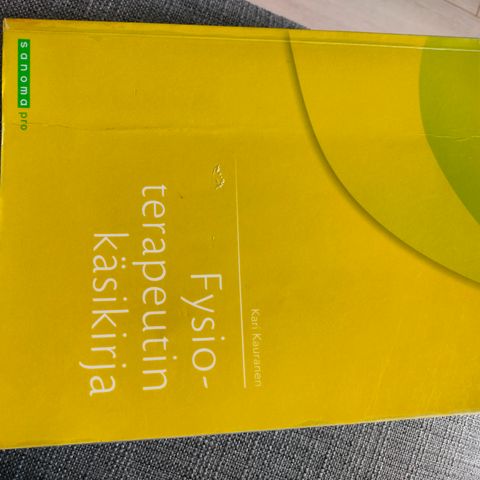 Kari Kauranen
Fysio-
terapeutin
käsikirja
sanoma pro